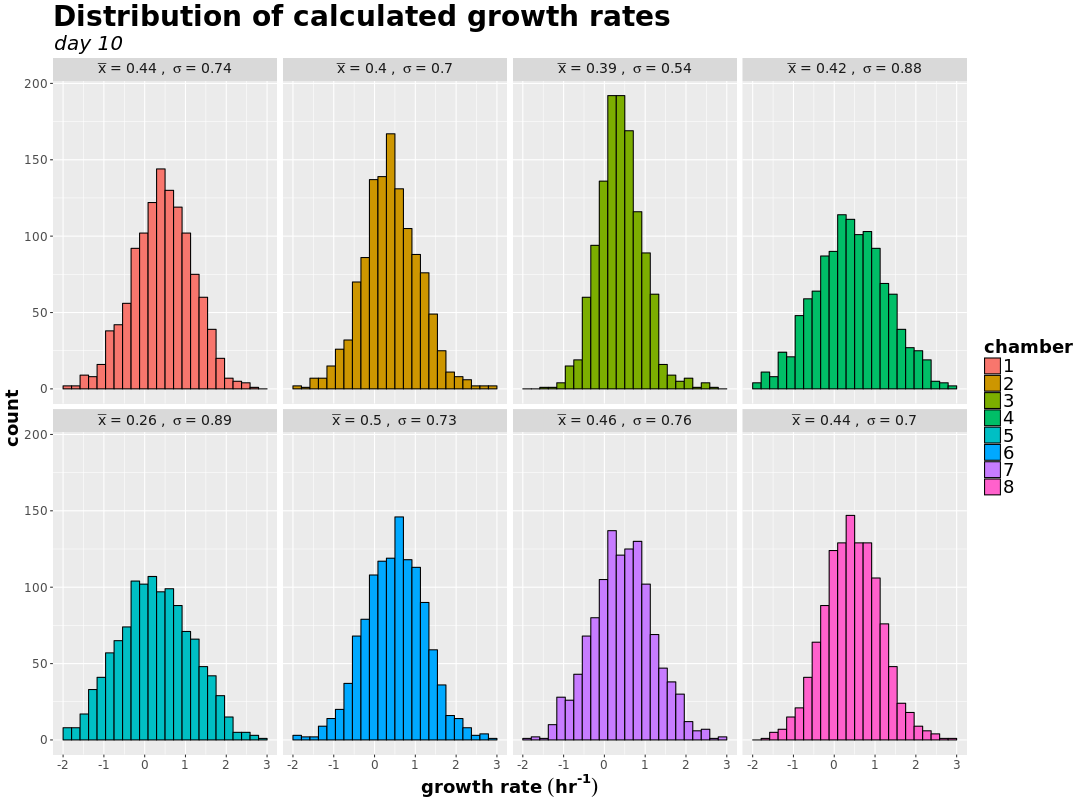 Distribution of calculated growth rates
day 10
x̅ = 0.44 , σ = 0.74
x̅ = 0.4 , σ = 0.7
x̅ = 0.39 , σ = 0.54
x̅ = 0.42 , σ = 0.88
200
150
100
50
0
x̅ = 0.26 , σ = 0.89
x̅ = 0.5 , σ = 0.73
x̅ = 0.46 , σ = 0.76
x̅ = 0.44 , σ = 0.7
200
150
100
50
0
-2 -1 0 1 2 3
-2 -1 0 1 2 3
-2 -1 0 1 2 3
-2 -1 0 1 2 3
count
growth rate (hr⁻¹)
chamber
1
2
3
4
5
6
7
8